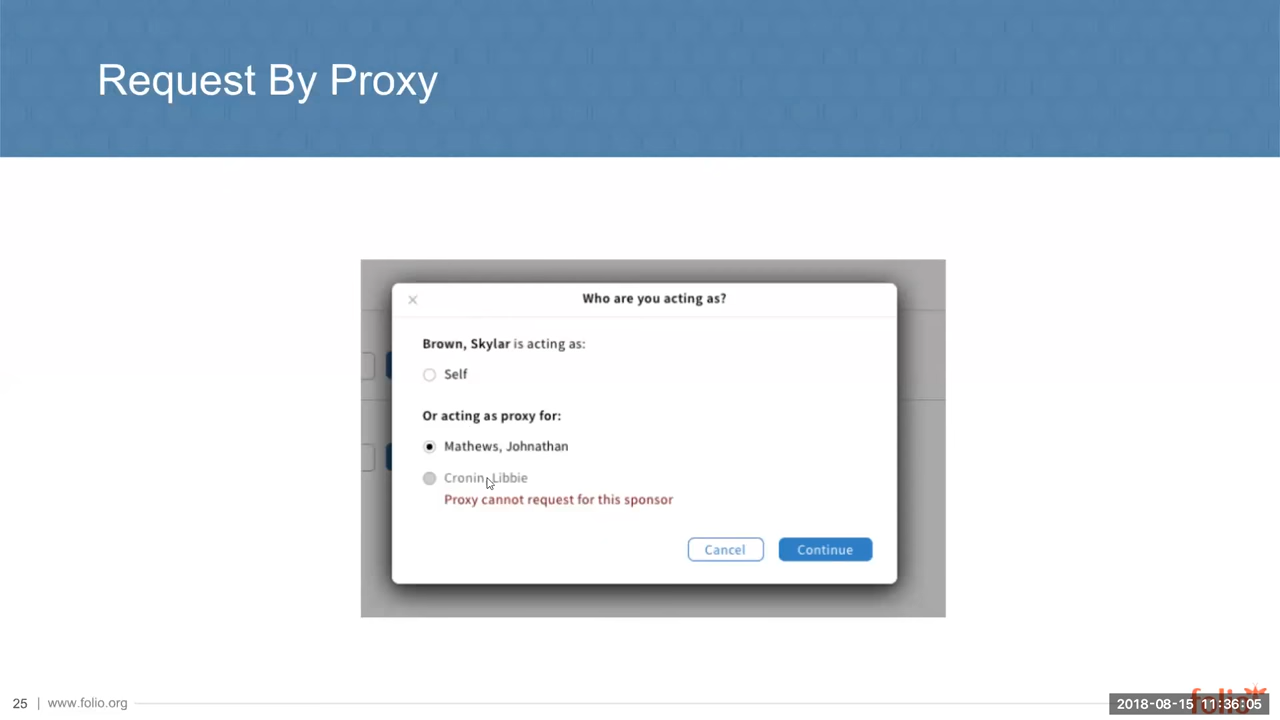 Request By Proxy
Who are you acting as?
Brown, Skylar is acting as:
Self
Or acting as proxy for:
Mathews, Johnathan
Cronin, Libbie
Proxy cannot request for this sponsor
Cancel
Continue
25 | www.folio.org
folio
2018-08-15 11:36:05